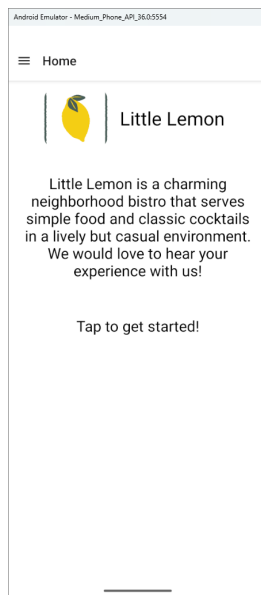 Android Emulator - Medium_Phone_API_36.0:5554
Home
Little Lemon
Little Lemon is a charming
neighborhood bistro that serves
simple food and classic cocktails
in a lively but casual environment.
We would love to hear your
experience with us!
Tap to get started!